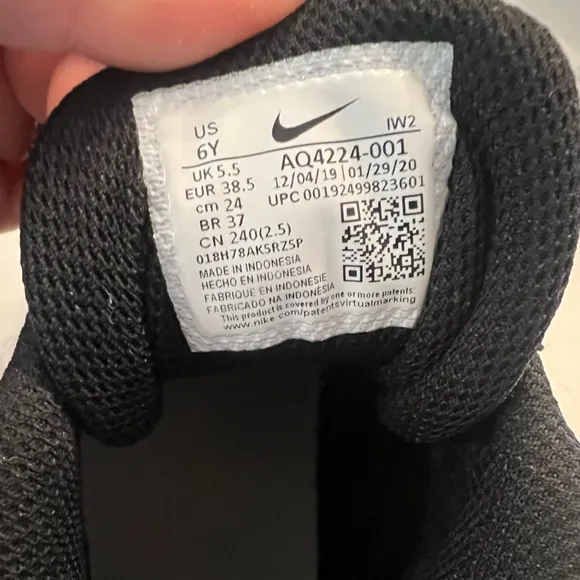 US
6Y
UK 5.5
EUR 38.5
cm 24
BR 37
CN 240(2.5)
018H78AK5RZ5P
IW2
AQ4224-001
12/04/19 | 01/29/20
UPC 00192499823601
MADE IN INDONESIA
HECHO EN INDONESIA
FABRIQUE EN INDONESIE
FABRICADO NA INDONÉSIA
This product is covered by one or more patents:
www.nike.com/patentsvirtualmarking